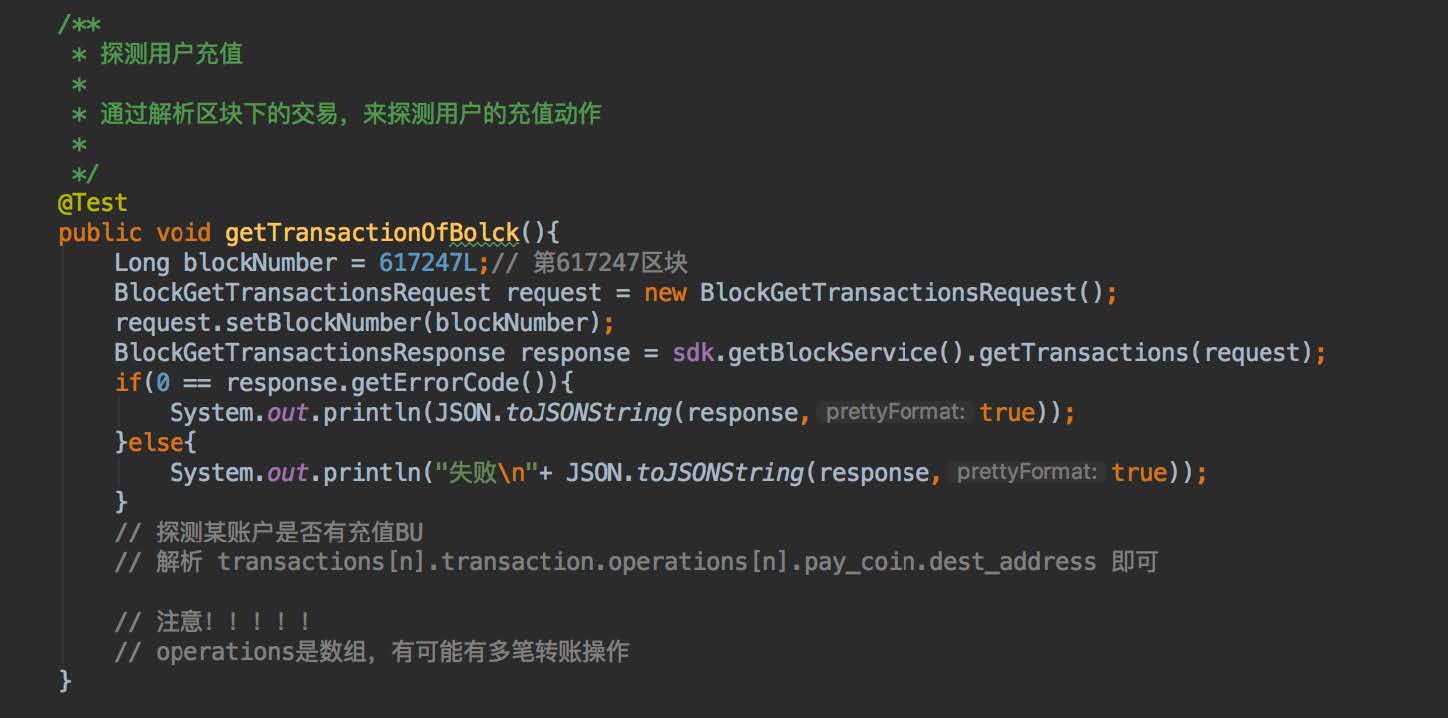 /**
 * 探测用户充值
 *
 * 通过解析区块下的交易，来探测用户的充值动作
 *
 */
@Test
public void getTransactionOfBolck(){
    Long blockNumber = 617247L;// 第617247区块
    BlockGetTransactionsRequest request = new BlockGetTransactionsRequest();
    request.setBlockNumber(blockNumber);
    BlockGetTransactionsResponse response = sdk.getBlockService().getTransactions(request);
    if(0 == response.getErrorCode()){
        System.out.println(JSON.toJSONString(response, prettyFormat: true));
    }else{
        System.out.println("失败\n"+ JSON.toJSONString(response, prettyFormat: true));
    }
    // 探测某账户是否有充值BU
    // 解析 transactions[n].transaction.operations[n].pay_coin.dest_address 即可
    // 注意！！！！！
    // operations是数组，有可能有多笔转账操作
}